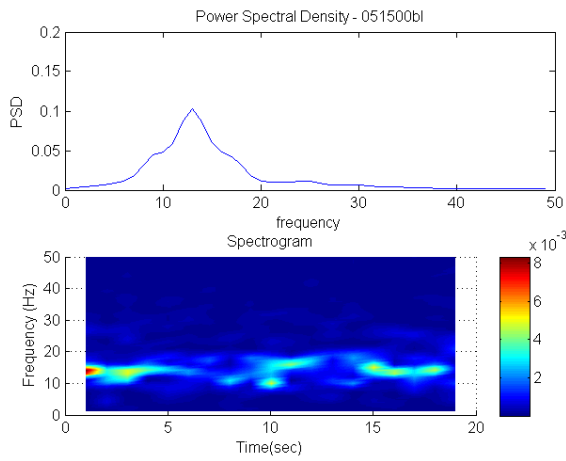 Power Spectral Density - 051500bl
0.2
0.15
0.1
0.05
0
PSD
0 10 20 30 40 50
frequency
Spectrogram
50
40
30
20
10
0
Frequency (Hz)
0 5 10 15 20
Time(sec)
x 10-3
8
6
4
2